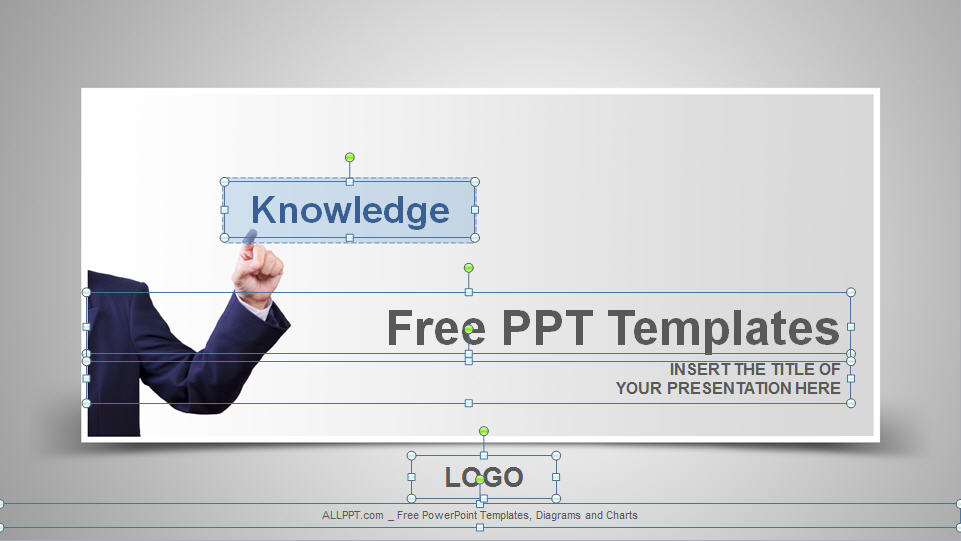 Knowledge
Free PPT Templates
INSERT THE TITLE OF
YOUR PRESENTATION HERE
LOGO
ALLPPT.com _ Free PowerPoint Templates, Diagrams and Charts